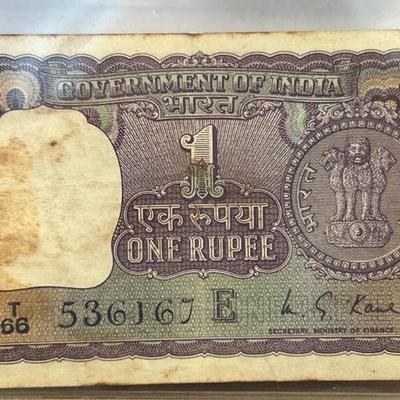 GOVERNMENT OF INDIA
भारत
1
एक रुपया
ONE RUPEE
भारत
T
66 536167 E
SECRETARY, MINISTRY OF FINANCE.